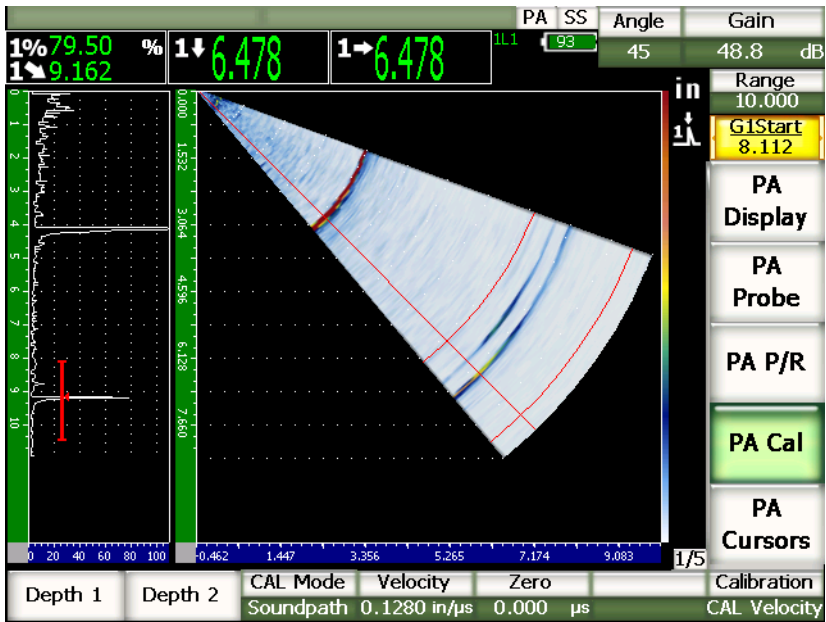 PA SS Angle Gain
1% 79.50 %
1⬊ 9.162
1⬇ 6.478
1➡ 6.478
1L1 93
45 48.8 dB
in
Range
10.000
G1Start
8.112
PA
Display
PA
Probe
PA P/R
PA Cal
PA
Cursors
0
1
2
3
4
5
6
7
8
9
10
0 20 40 60 80 100
0.000
1.532
3.064
4.596
6.128
7.660
-0.462 1.447 3.356 5.265 7.174 9.083
1
1/5
Depth 1 Depth 2
CAL Mode Velocity Zero Calibration
Soundpath 0.1280 in/µs 0.000 µs CAL Velocity